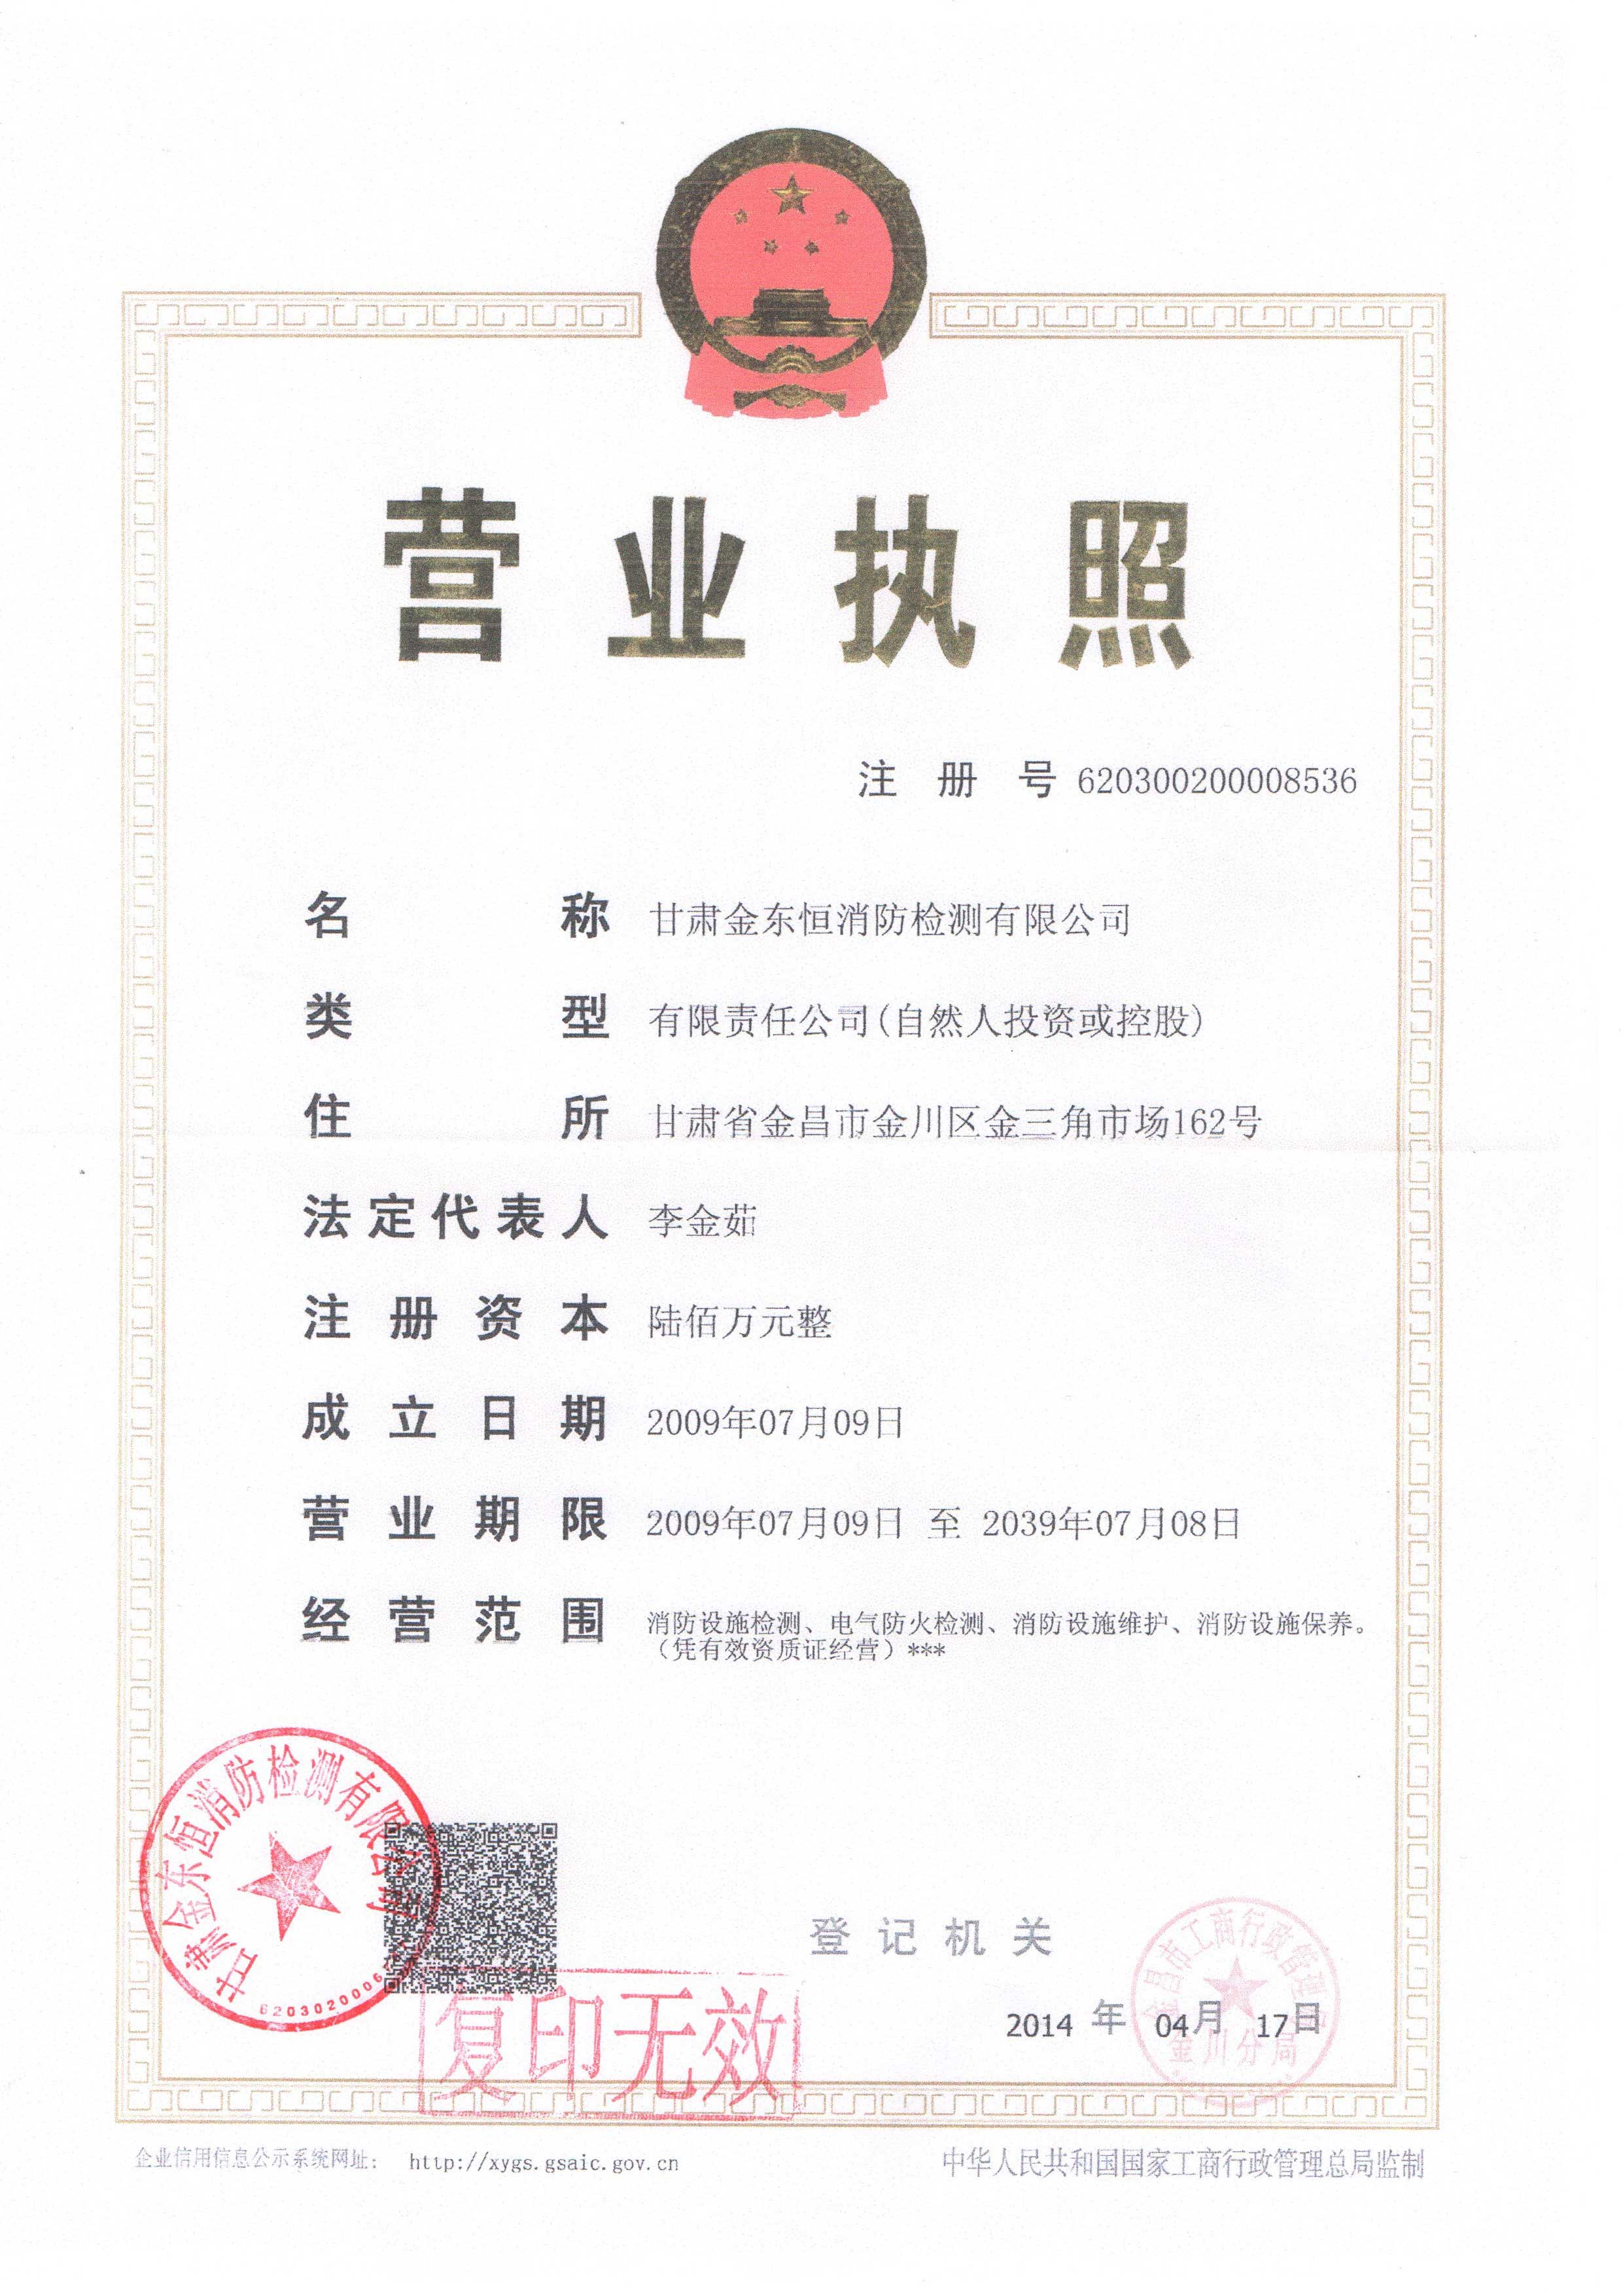 营业执照
注册号 620300200008536
名称 甘肃金东恒消防检测有限公司
类型 有限责任公司(自然人投资或控股)
住所 甘肃省金昌市金川区金三角市场162号
法定代表人 李金茹
注册资本 陆佰万元整
成立日期 2009年07月09日
营业期限 2009年07月09日 至 2039年07月08日
经营范围 消防设施检测、电气防火检测、消防设施维护、消防设施保养。
（凭有效资质证经营）***
甘肃金东恒消防检测有限公司
登记机关
金昌市工商行政管理
金川分局
2014 年 04月 17日
复印无效
企业信用信息公示系统网址： http://xygs.gsaic.gov.cn
中华人民共和国国家工商行政管理总局监制